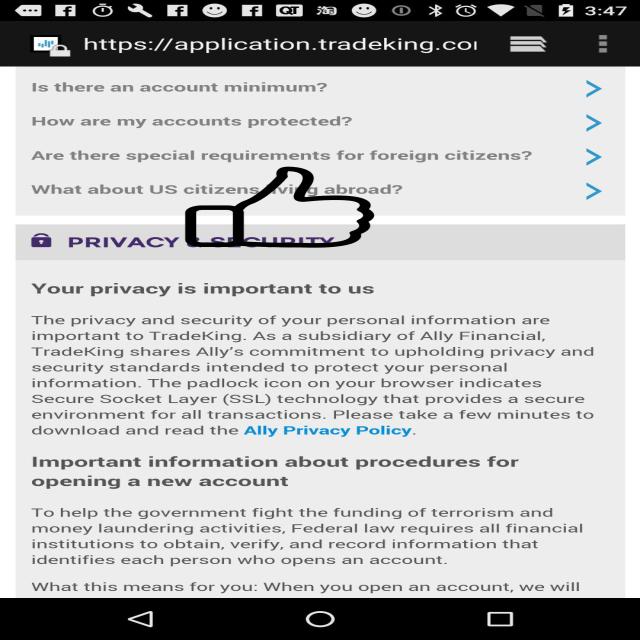 3:47
https://application.tradeking.co
Is there an account minimum?
How are my accounts protected?
Are there special requirements for foreign citizens?
What about US citizens living abroad?
PRIVACY & SECURITY
Your privacy is important to us
The privacy and security of your personal information are
important to TradeKing. As a subsidiary of Ally Financial,
TradeKing shares Ally's commitment to upholding privacy and
security standards intended to protect your personal
information. The padlock icon on your browser indicates
Secure Socket Layer (SSL) technology that provides a secure
environment for all transactions. Please take a few minutes to
download and read the Ally Privacy Policy.
Important information about procedures for
opening a new account
To help the government fight the funding of terrorism and
money laundering activities, Federal law requires all financial
institutions to obtain, verify, and record information that
identifies each person who opens an account.
What this means for you: When you open an account, we will